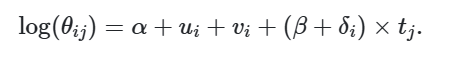 log(θᵢⱼ) = α + uᵢ + vᵢ + (β + δᵢ) × tⱼ.